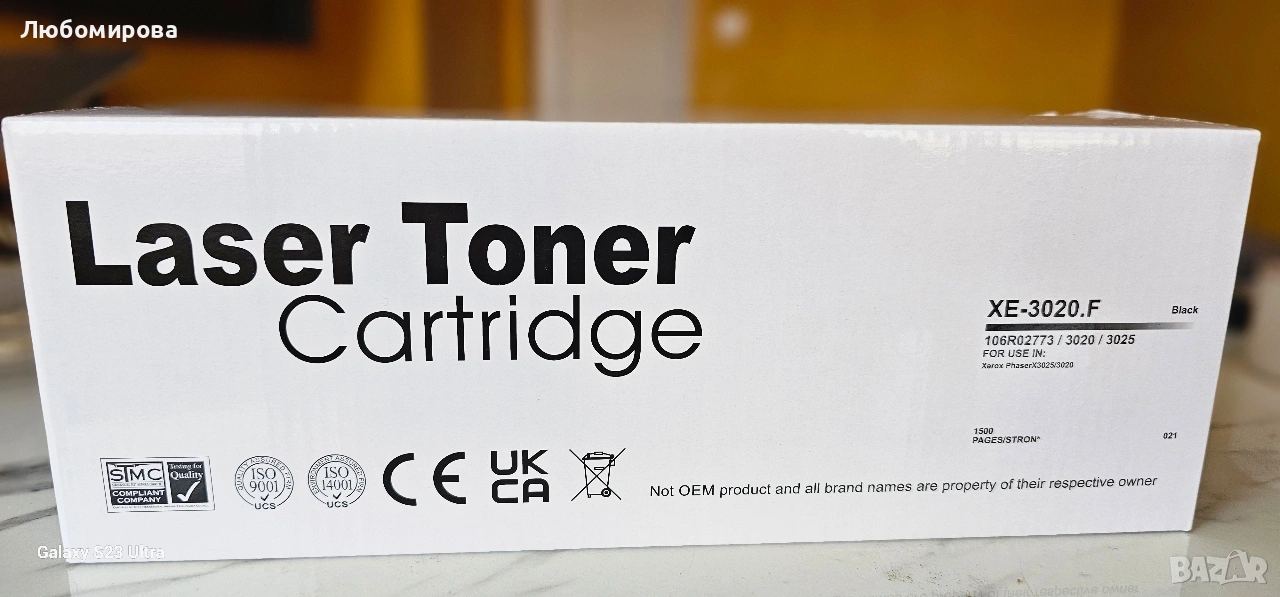 Любомирова
Laser Toner
Cartridge
XE-3020.F
Black
106R02773 / 3020 / 3025
FOR USE IN:
Xerox PhaserX3025/3020
1500
PAGES/STRON*
021
STMC
COMPLIANT
COMPANY
Testing for
Quality
ISO
9001
UCS
ISO
14001
UCS
CE
UK
CA
Not OEM product and all brand names are property of their respective owner
Galaxy S23 Ultra
BAZAR